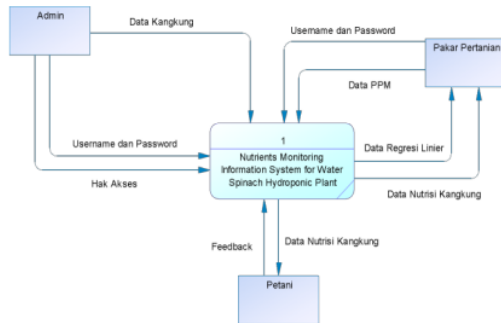 Admin
Data Kangkung
Username dan Password
Pakar Pertanian
Data PPM
1
Nutrients Monitoring
Information System for Water
Spinach Hydroponic Plant
Username dan Password
Hak Akses
Data Regresi Linier
Data Nutrisi Kangkung
Feedback
Data Nutrisi Kangkung
Petani